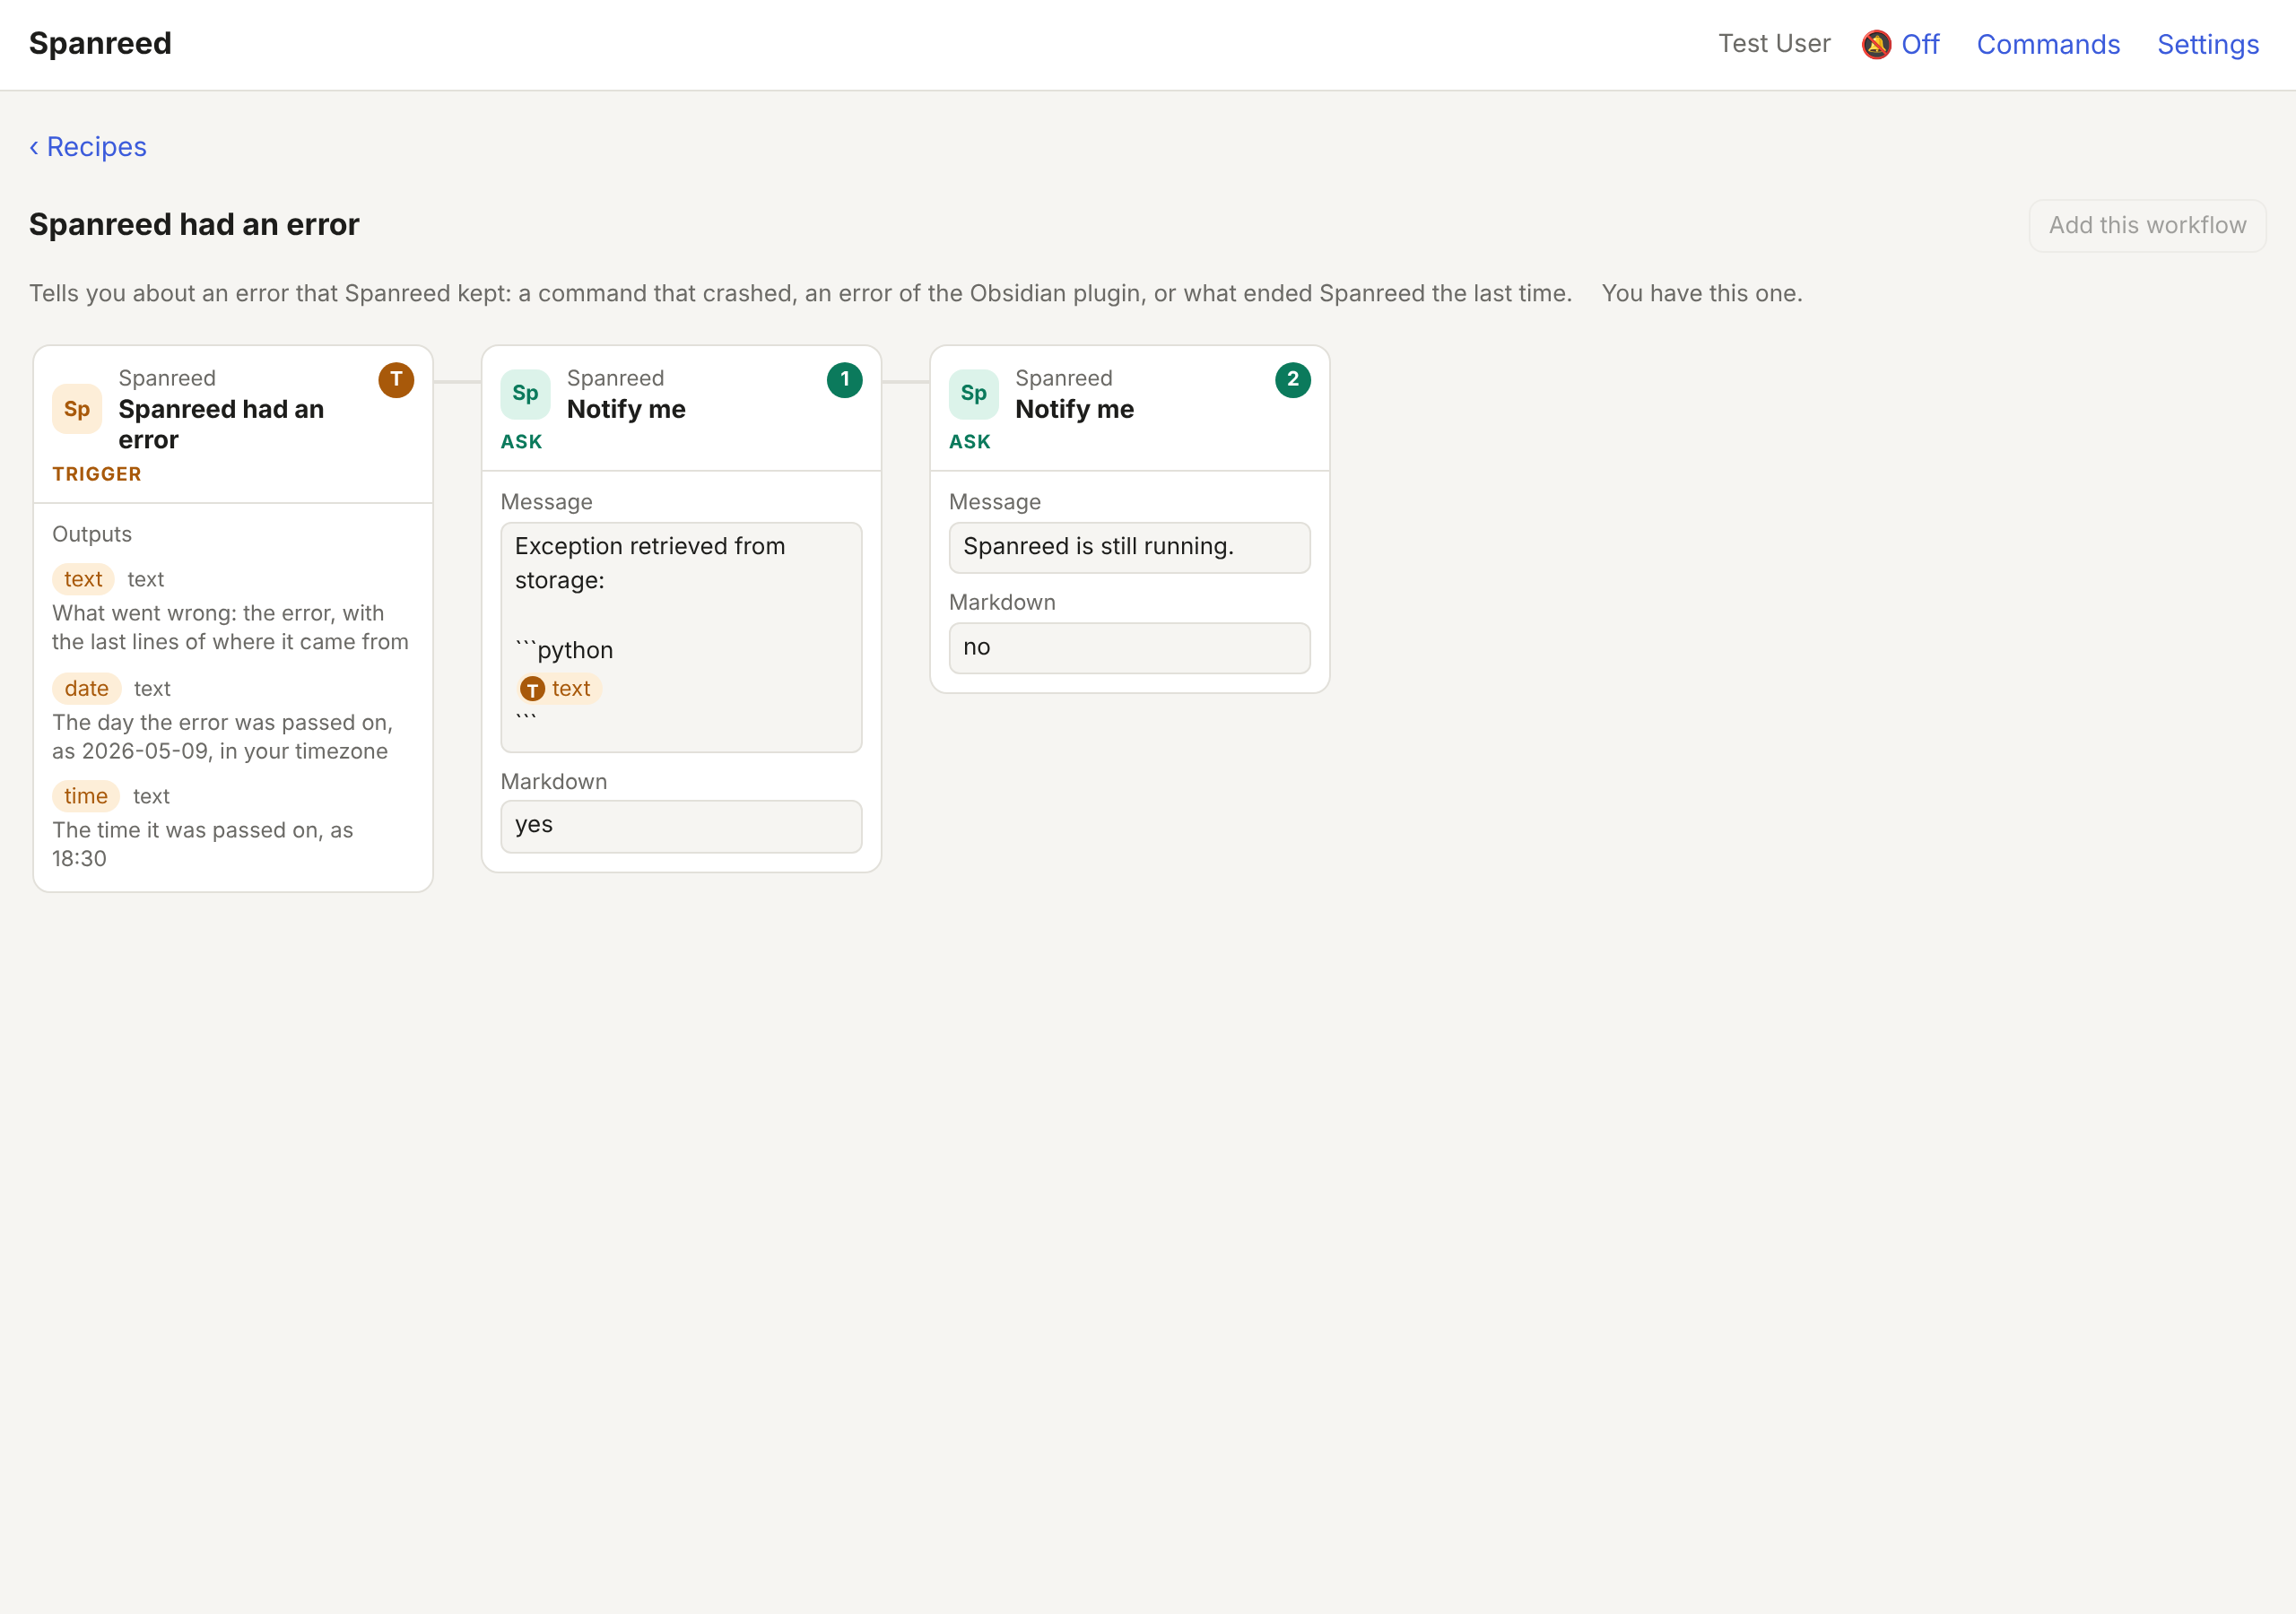 Spanreed
Test User
Off
Commands
Settings
‹ Recipes
Spanreed had an error
Add this workflow
Tells you about an error that Spanreed kept: a command that crashed, an error of the Obsidian plugin, or what ended Spanreed the last time. You have this one.
Sp
Spanreed
Spanreed had an
error
T
TRIGGER
Outputs
text text
What went wrong: the error, with
the last lines of where it came from
date text
The day the error was passed on,
as 2026-05-09, in your timezone
time text
The time it was passed on, as
18:30
Sp
Spanreed
Notify me
1
ASK
Message
Exception retrieved from
storage:
```python
T text
```
Markdown
yes
Sp
Spanreed
Notify me
2
ASK
Message
Spanreed is still running.
Markdown
no